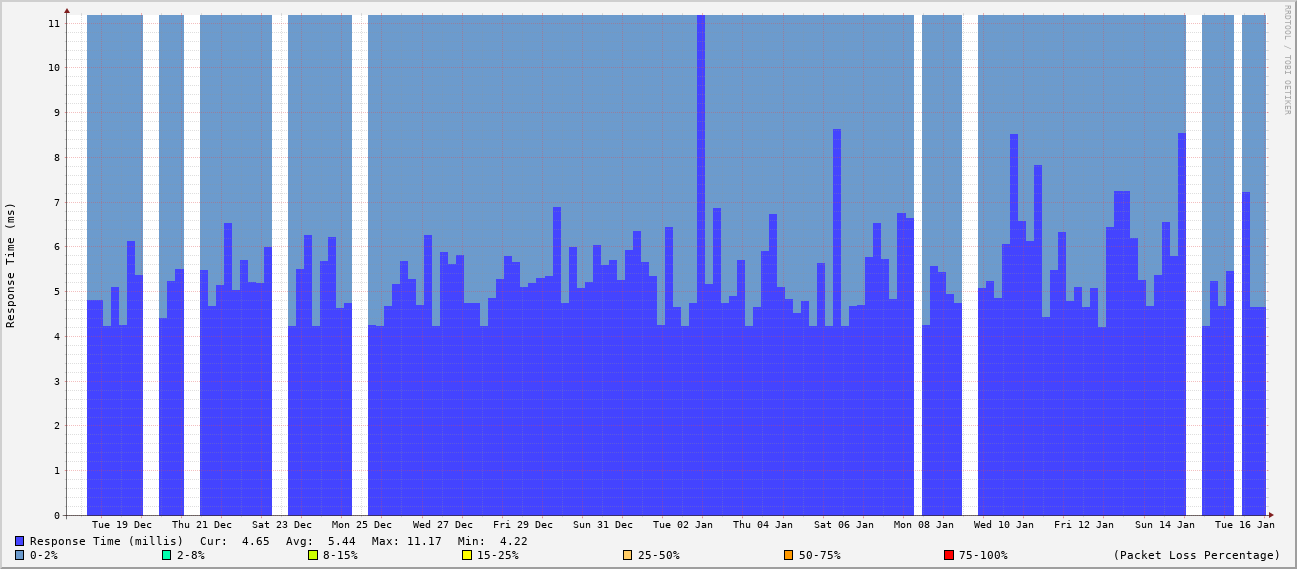 RRDTOOL / TOBI OETIKER
Response Time (ms)
11
10
9
8
7
6
5
4
3
2
1
0
Tue 19 Dec Thu 21 Dec Sat 23 Dec Mon 25 Dec Wed 27 Dec Fri 29 Dec Sun 31 Dec Tue 02 Jan Thu 04 Jan Sat 06 Jan Mon 08 Jan Wed 10 Jan Fri 12 Jan Sun 14 Jan Tue 16 Jan
Response Time (millis) Cur: 4.65 Avg: 5.44 Max: 11.17 Min: 4.22
0-2% 2-8% 8-15% 15-25% 25-50% 50-75% 75-100% (Packet Loss Percentage)